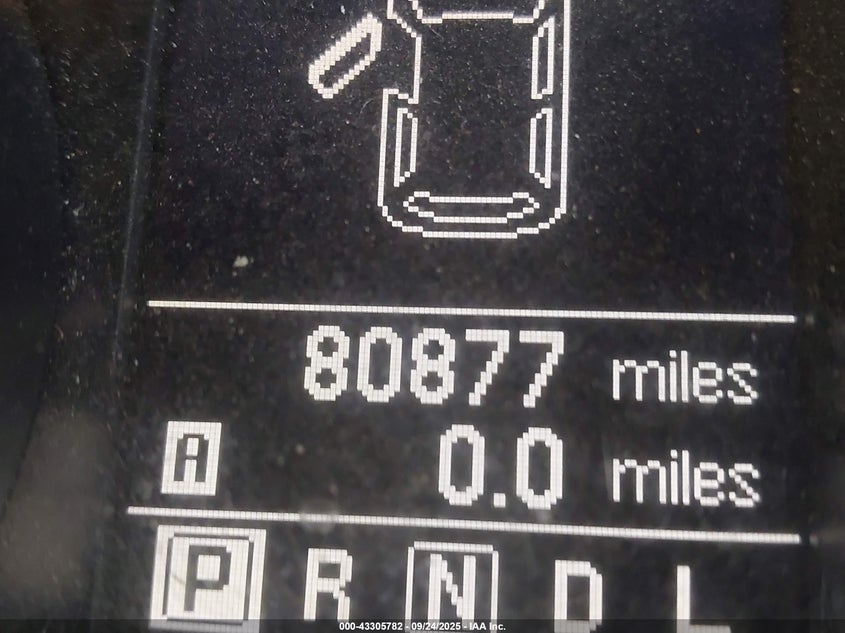 80877 miles
A 0.0 miles
P R N D L
000-43305782 - 09/24/2025 - IAA Inc.